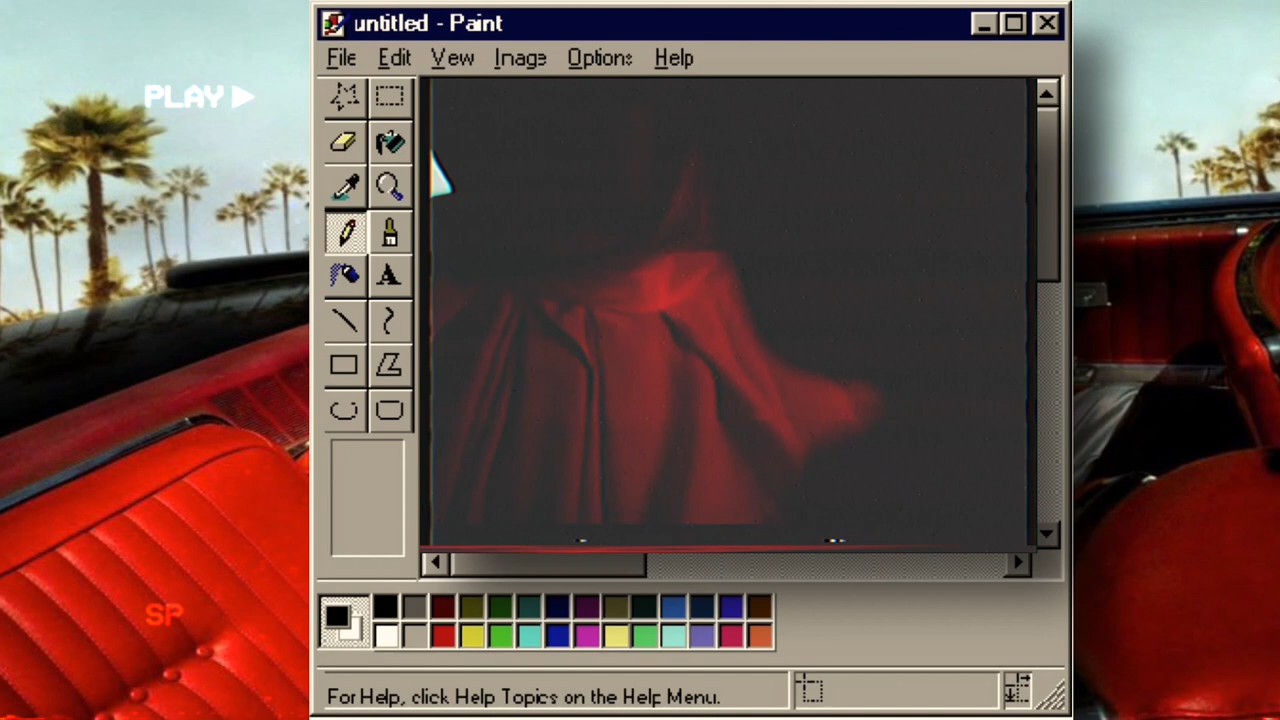 untitled - Paint
File Edit View Image Options Help
PLAY
A
SP
For Help, click Help Topics on the Help Menu.